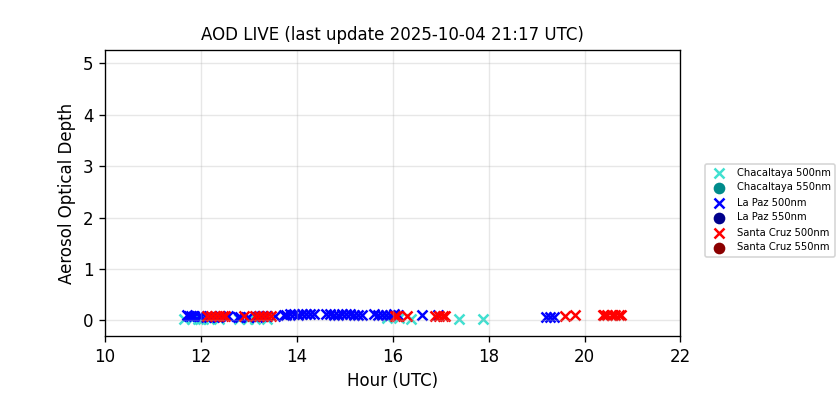 AOD LIVE (last update 2025-10-04 21:17 UTC)
5
4
3
2
1
0
Aerosol Optical Depth
10 12 14 16 18 20 22
Hour (UTC)
Chacaltaya 500nm
Chacaltaya 550nm
La Paz 500nm
La Paz 550nm
Santa Cruz 500nm
Santa Cruz 550nm